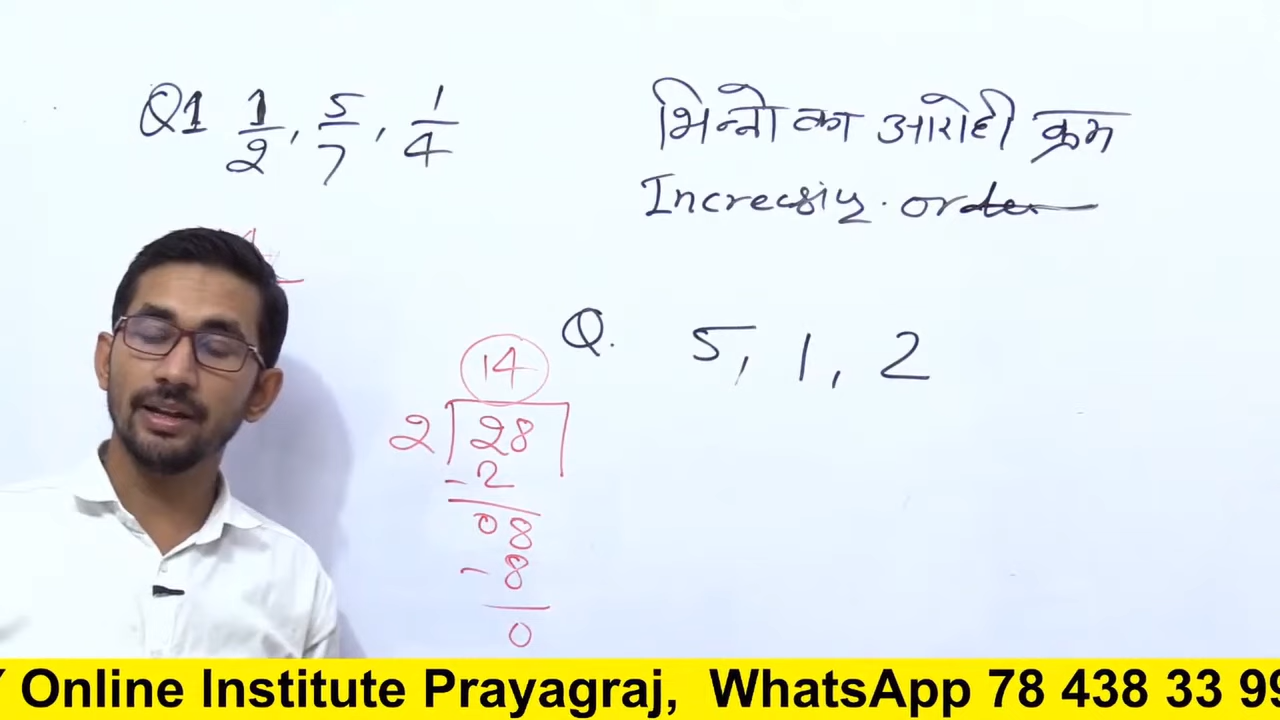 Q1 1/2, 5/7, 1/4
भिन्नो का आरोही क्रम
Increasing order
Q. 5, 1, 2
14
2 28
-2
08
-8
0
Online Institute Prayagraj, WhatsApp 78 438 33 99